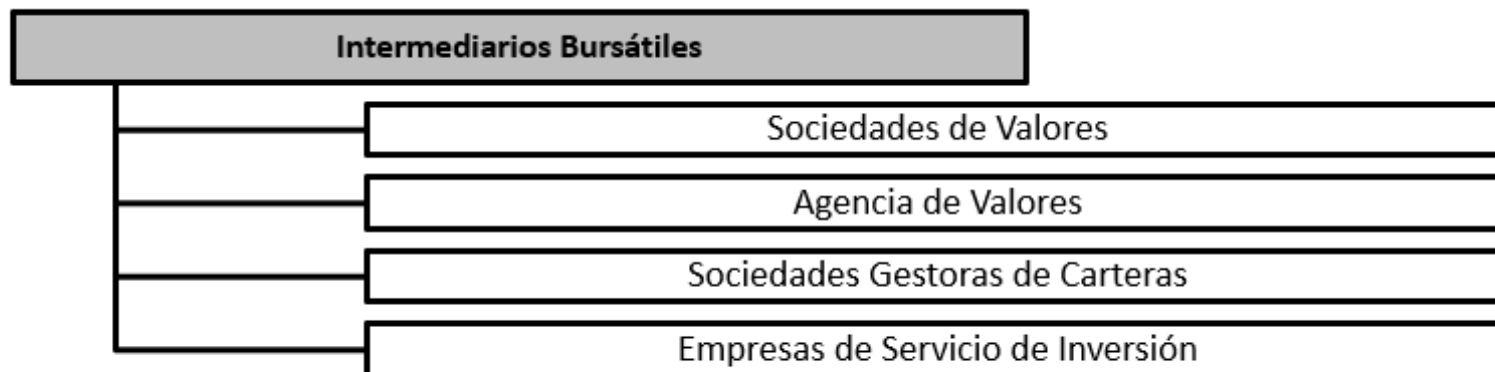 Intermediarios Bursátiles
Sociedades de Valores
Agencia de Valores
Sociedades Gestoras de Carteras
Empresas de Servicio de Inversión